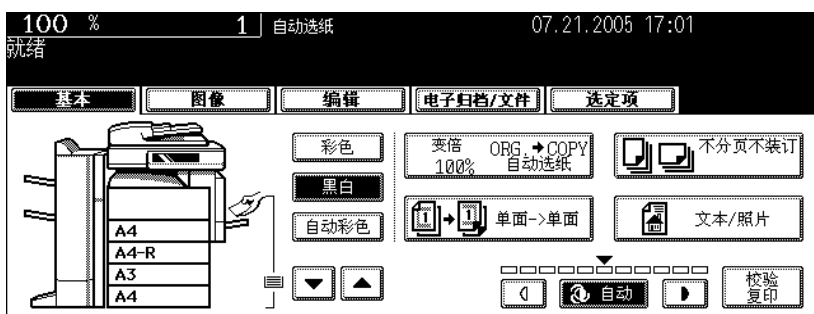 100 % 1 自动选纸 07.21.2005 17:01
就绪
基本 图像 编辑 电子归档/文件 选定项
彩色
黑白
自动彩色
变倍 ORG.→COPY
100% 自动选纸
不分页不装订
1→1 单面->单面
文本/照片
A4
A4-R
A3
A4
自动
校验
复印